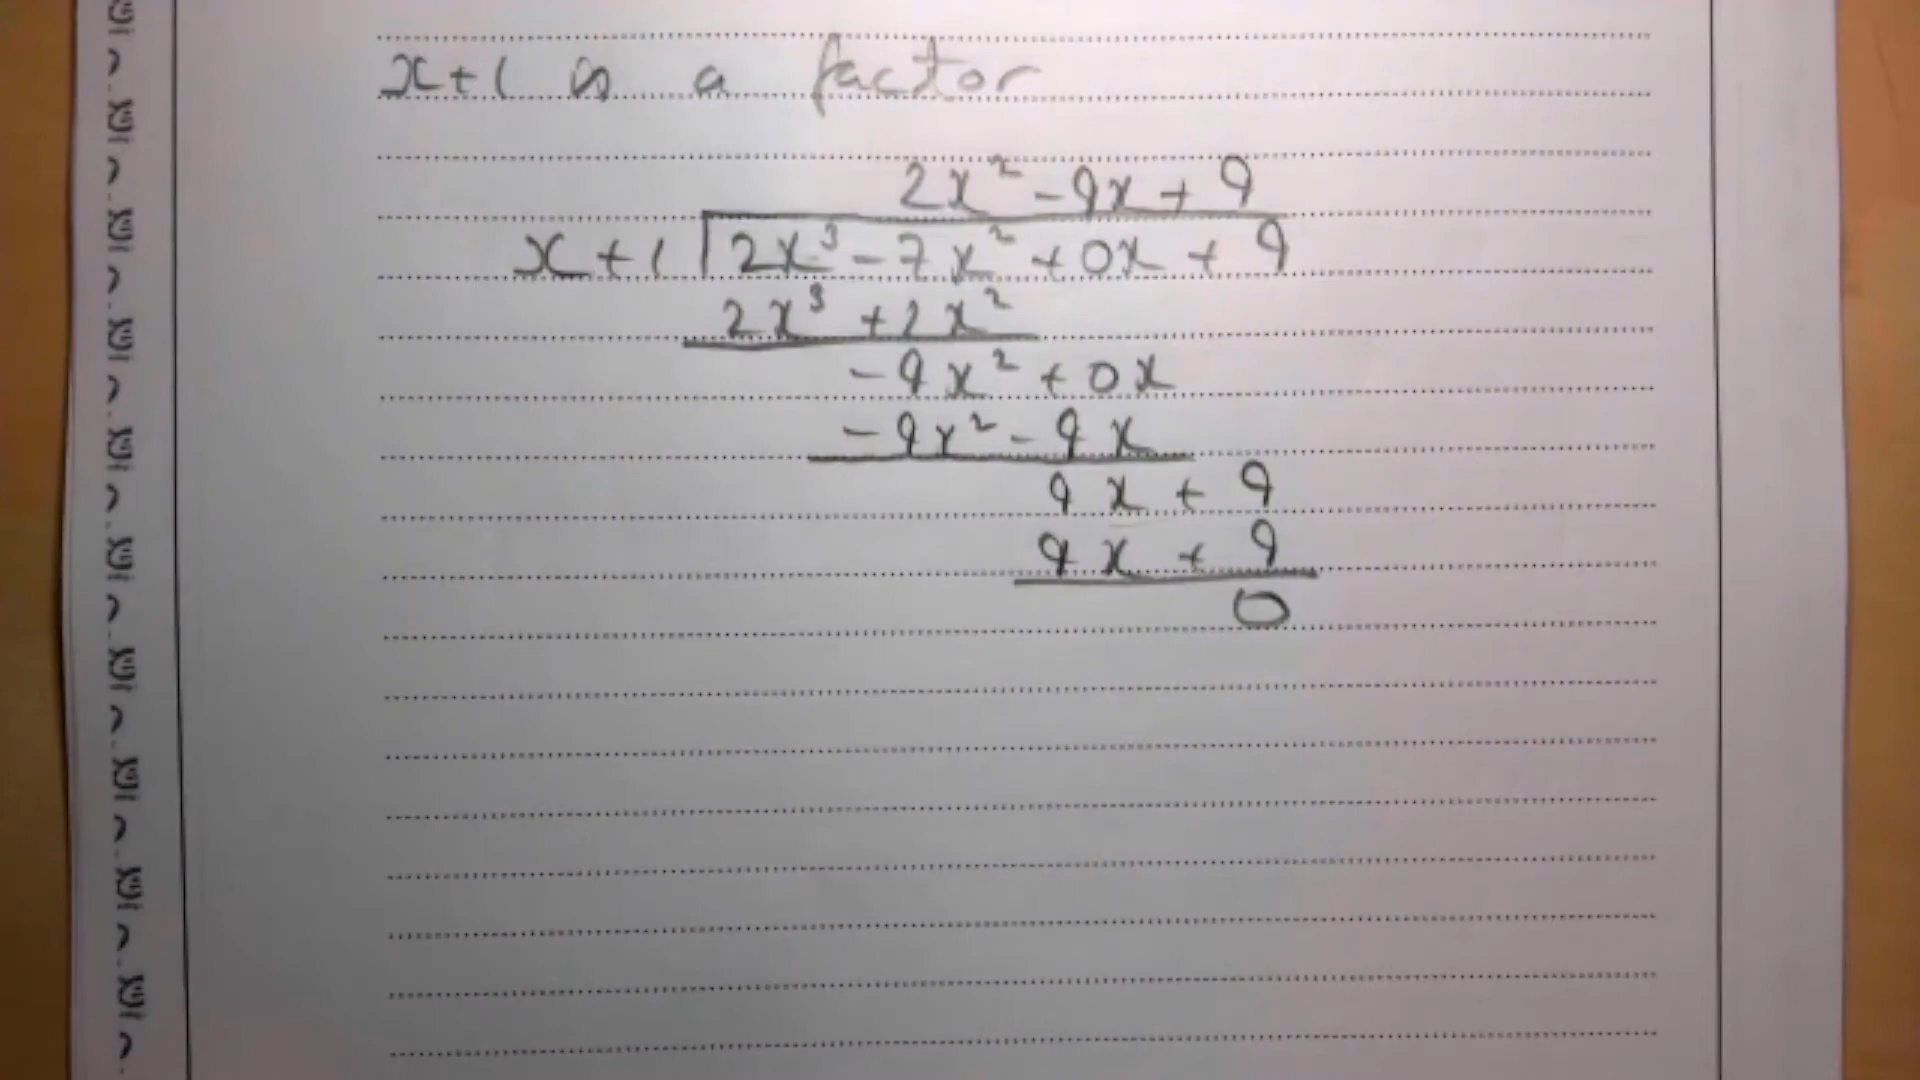 x+1 is a factor
2x² - 9x + 9
x+1 2x³ - 7x² + 0x + 9
2x³ + 2x²
-9x² + 0x
-9x² - 9x
9x + 9
9x + 9
0